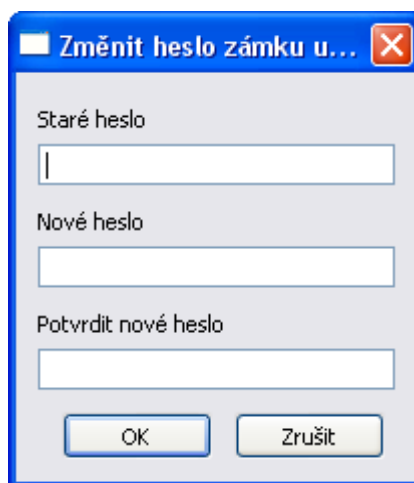 Změnit heslo zámku u...
Staré heslo
Nové heslo
Potvrdit nové heslo
OK Zrušit